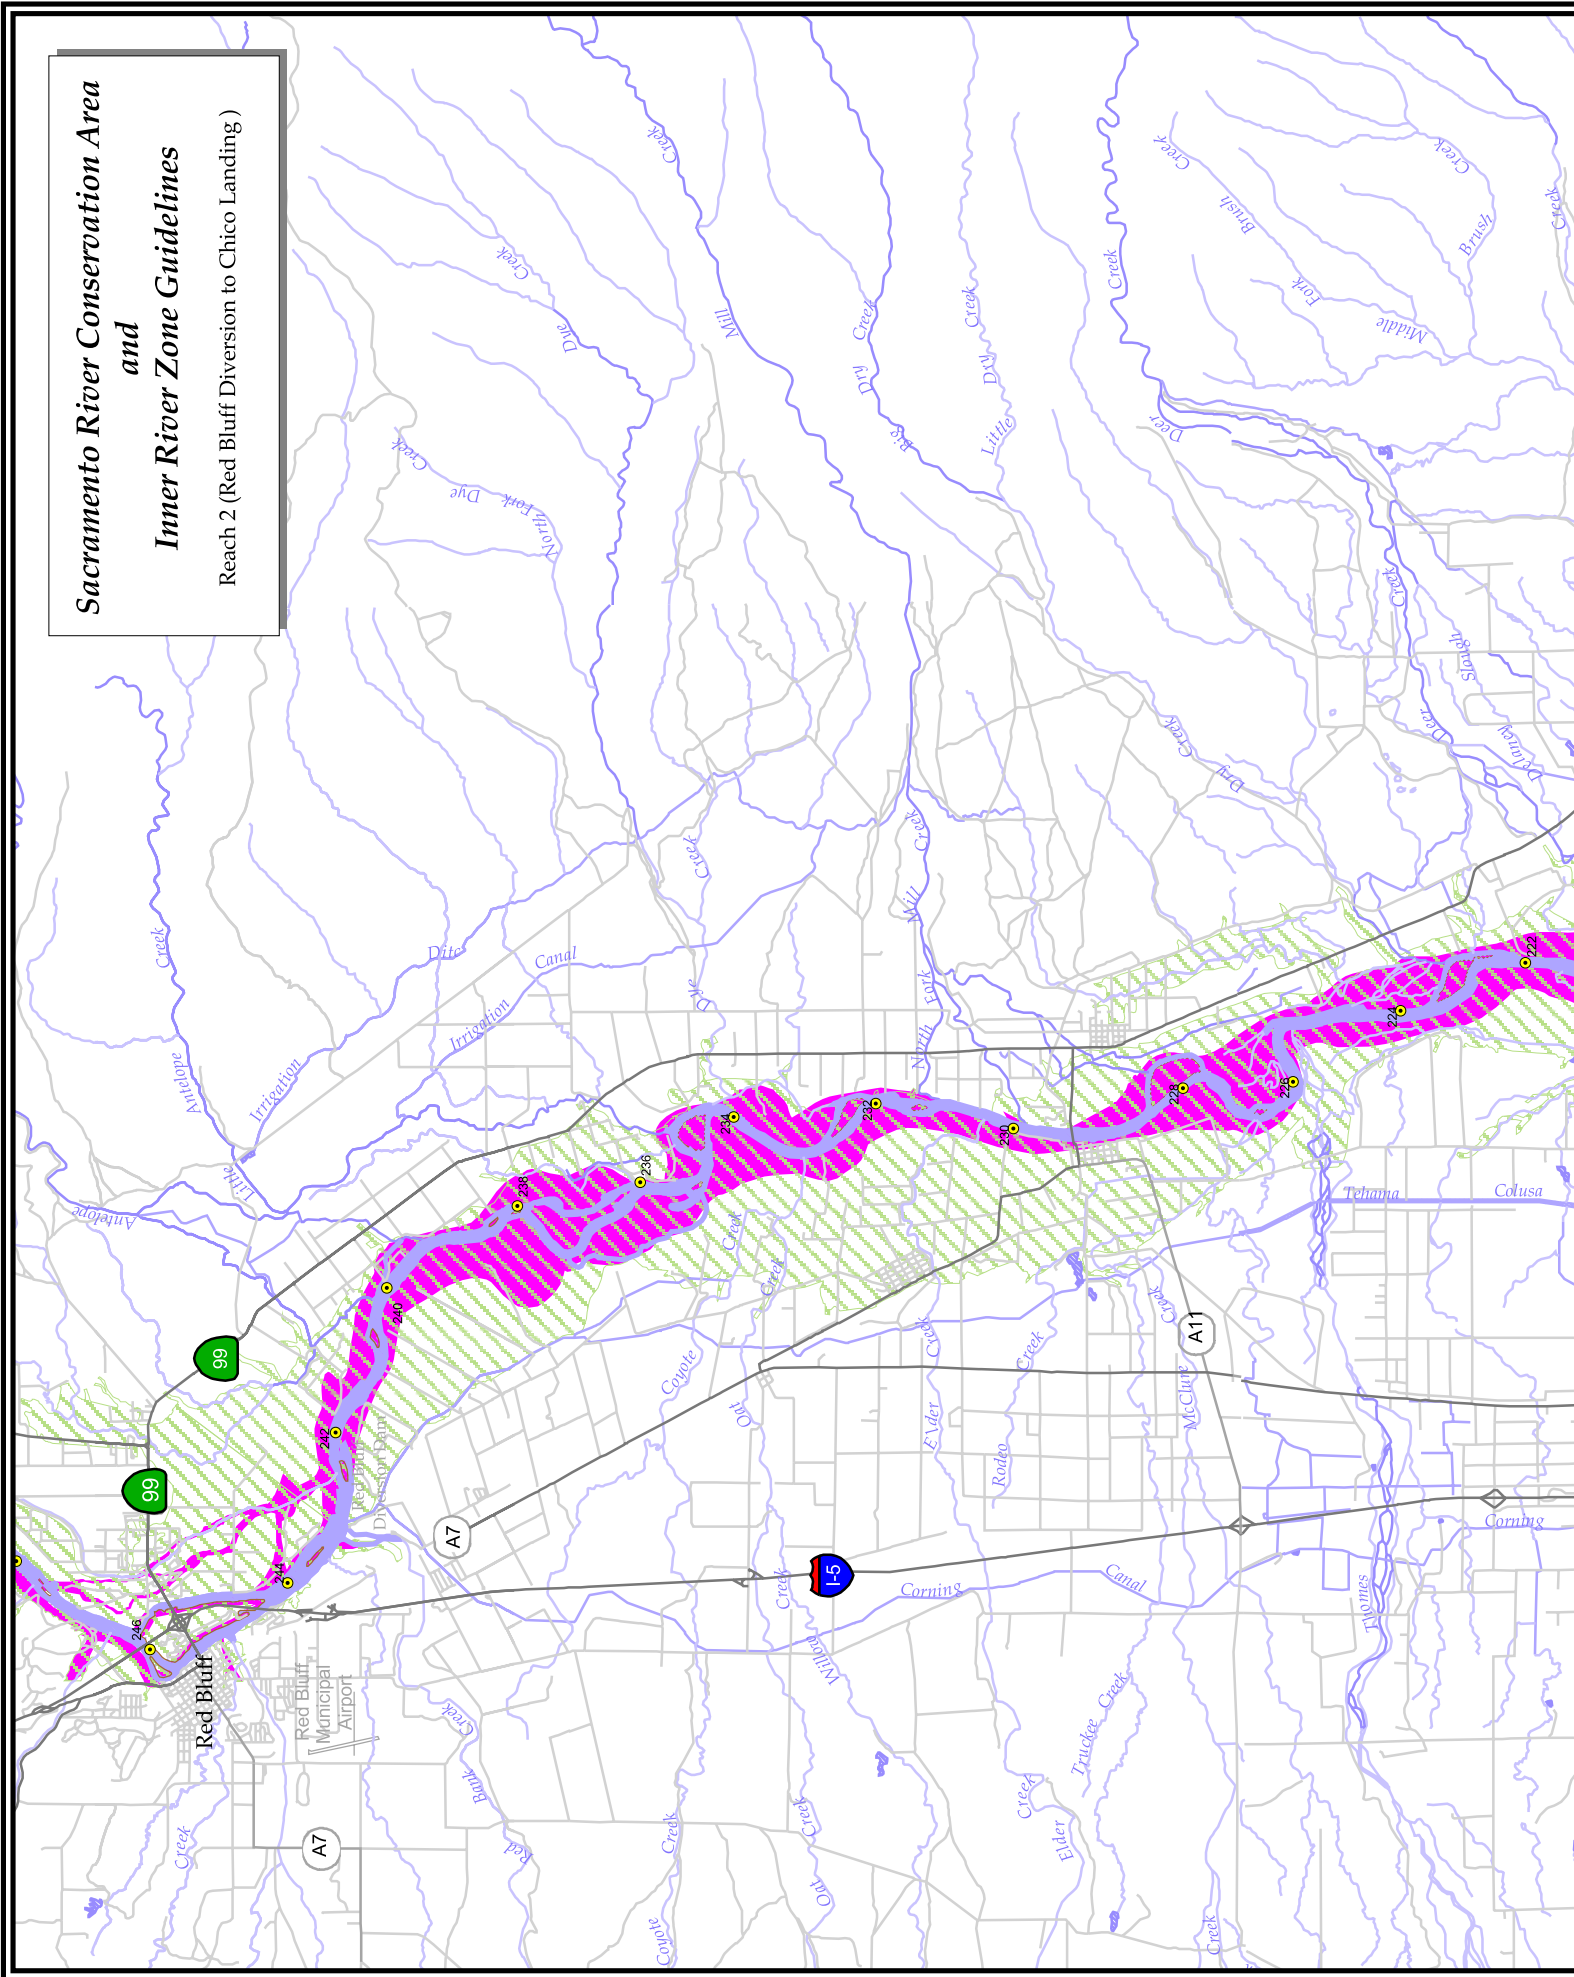 Sacramento River Conservation Area
and
Inner River Zone Guidelines
Reach 2 (Red Bluff Diversion to Chico Landing )
Creek
Creek
Dye
Creek
Dye
North Fork
Mill
Creek
Dry
Big
Creek
Dry
Little
Creek
Deer
Creek
Brush
Fork
Middle
Creek
Brush
Creek
Creek
Slough
Deer
Delaney
Creek
Dry
Creek
Antelope
Little
Antelope
Irrigation
Ditc
Irrigation
Canal
Creek
Dye
Creek
Mill
Fork
North
99
99
246
244
242
240
238
236
234
232
230
228
226
224
222
Red Bluff
Diversion Dam
Red Bluff
Red Bluff
Municipal
Airport
A7
A7
I-5
A11
Tehama
Colusa
Corning
Corning
Canal
Thomes
Creek
Creek
Coyote
Oat
Creek
Elder
Creek
Rodeo
Creek
McClure
Creek
Willow
Creek
Bank
Red
Creek
Creek
Coyote
Creek
Oat
Creek
Elder
Truckee
Creek
Creek